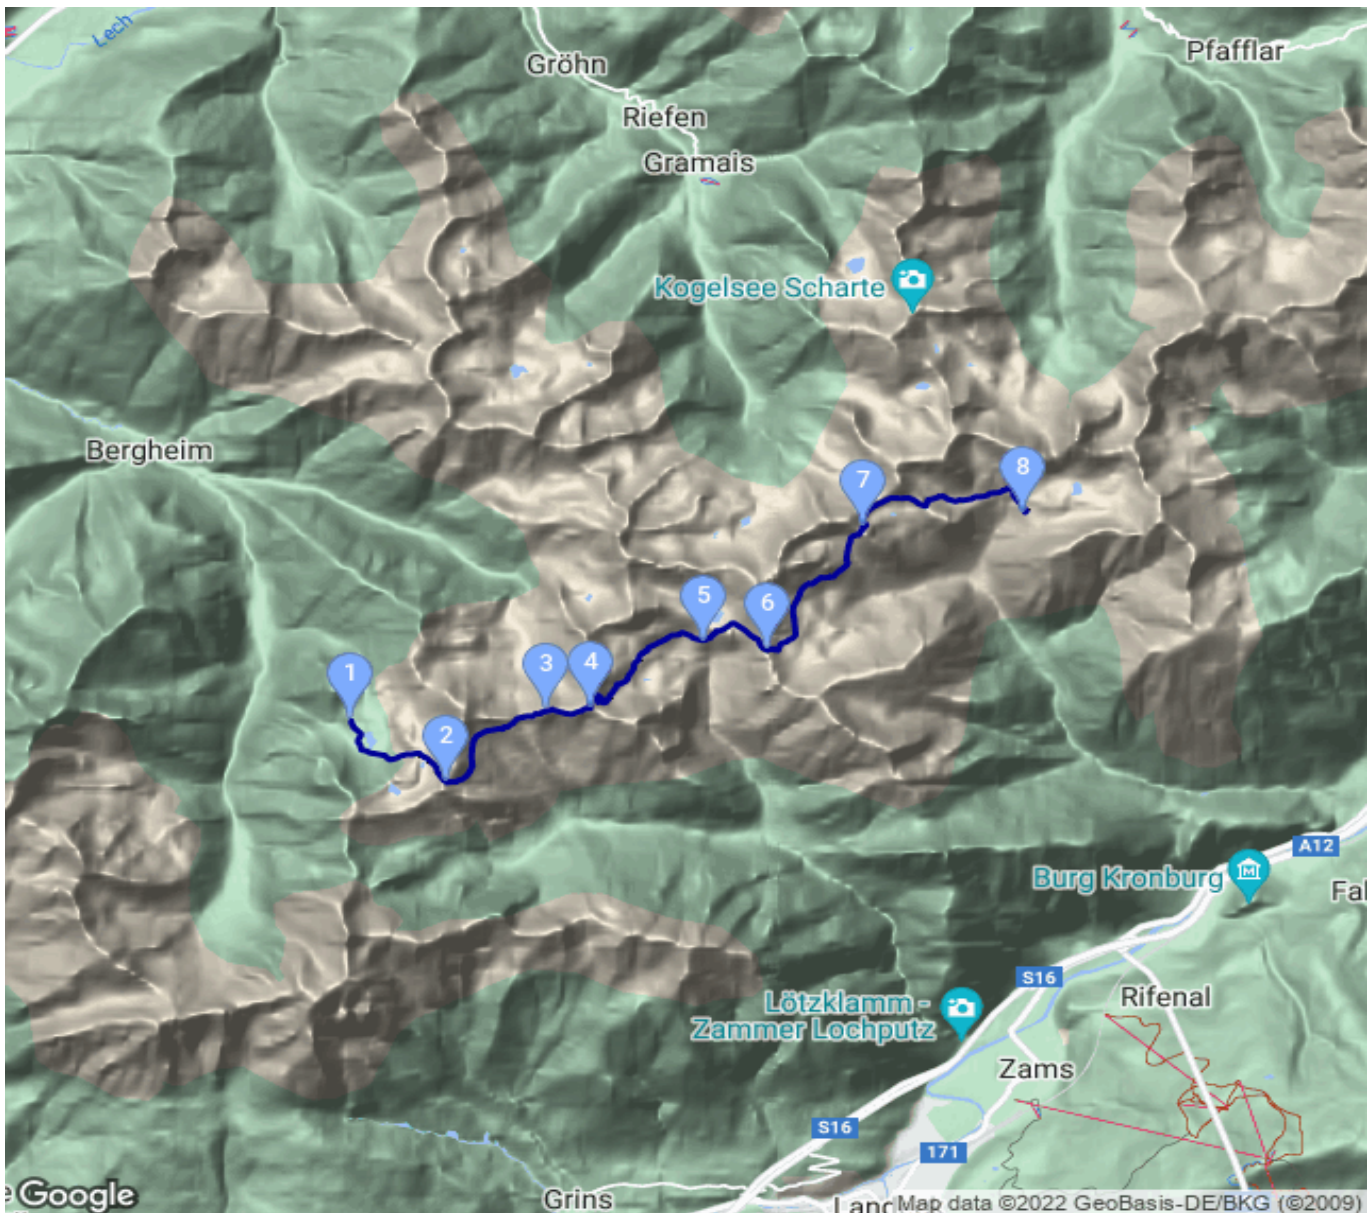 Lech
Pfafflar
Gröhn
Riefen
Gramais
Kogelsee Scharte
Bergheim
1
2
3
4
5
6
7
8
A12
Burg Kronburg
Fal
S16
Rifenal
Lötzklamm -
Zammer Lochputz
Zams
S16
171
Grins
Google
Map data ©2022 GeoBasis-DE/BKG (©2009)